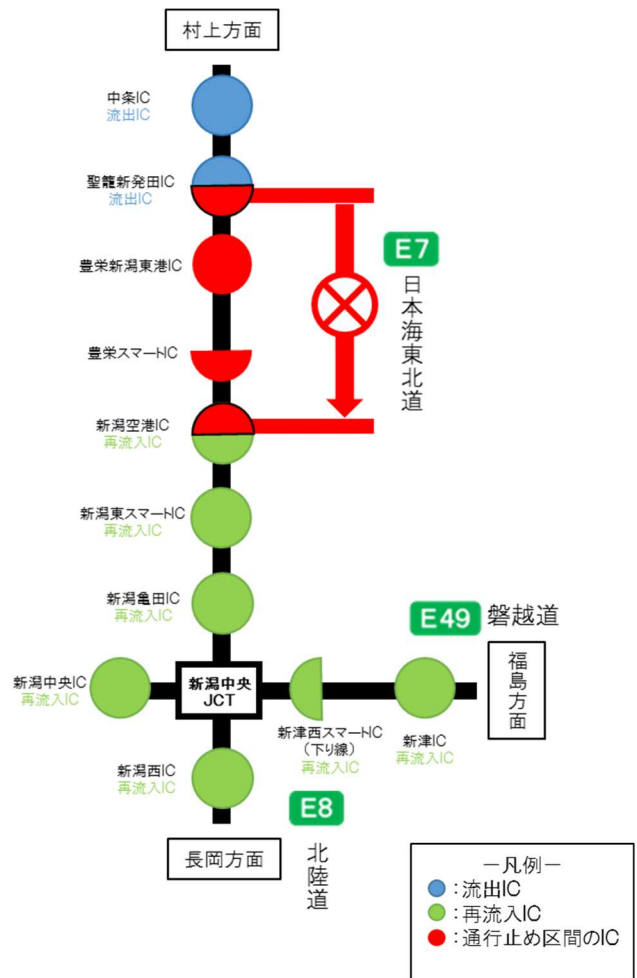 村上方面
中条IC
流出IC
聖籠新発田IC
流出IC
豊栄新潟東港IC
E7
日本海東北道
豊栄スマートIC
新潟空港IC
再流入IC
新潟東スマートIC
再流入IC
新潟亀田IC
再流入IC
E49 磐越道
福島方面
新潟中央IC
再流入IC
新潟中央
JCT
新津西スマートIC
(下り線)
再流入IC
新津IC
再流入IC
新潟西IC
再流入IC
E8
北陸道
長岡方面
－凡例－
：流出IC
：再流入IC
：通行止め区間のIC